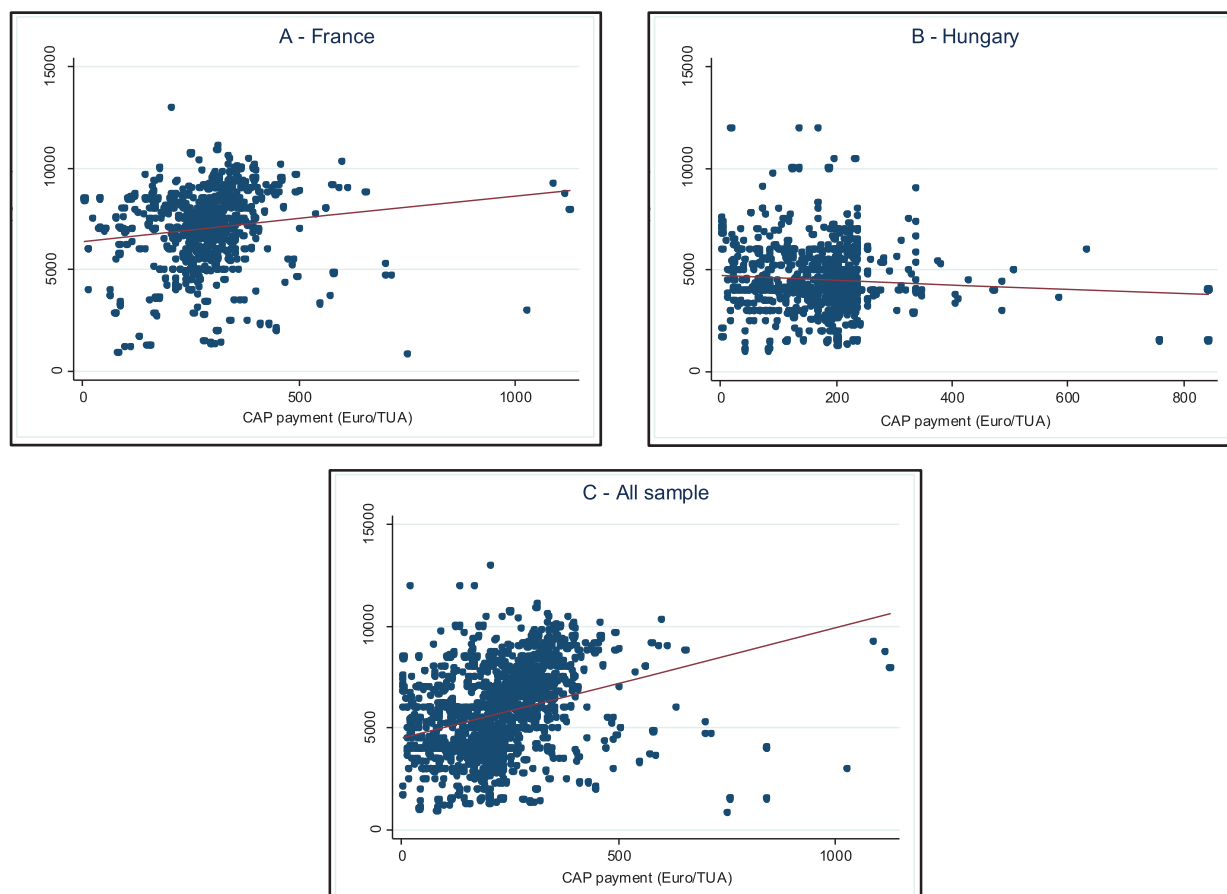 A - France
15000
10000
5000
0
0 500 1000
CAP payment (Euro/TUA)
B - Hungary
15000
10000
5000
0
0 200 400 600 800
CAP payment (Euro/TUA)
C - All sample
15000
10000
5000
0
0 500 1000
CAP payment (Euro/TUA)